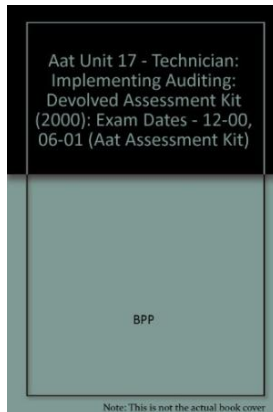 Aat Unit 17 - Technician:
Implementing Auditing:
Devolved Assessment Kit
(2000): Exam Dates - 12-00,
06-01 (Aat Assessment Kit)
BPP
Note: This is not the actual book cover